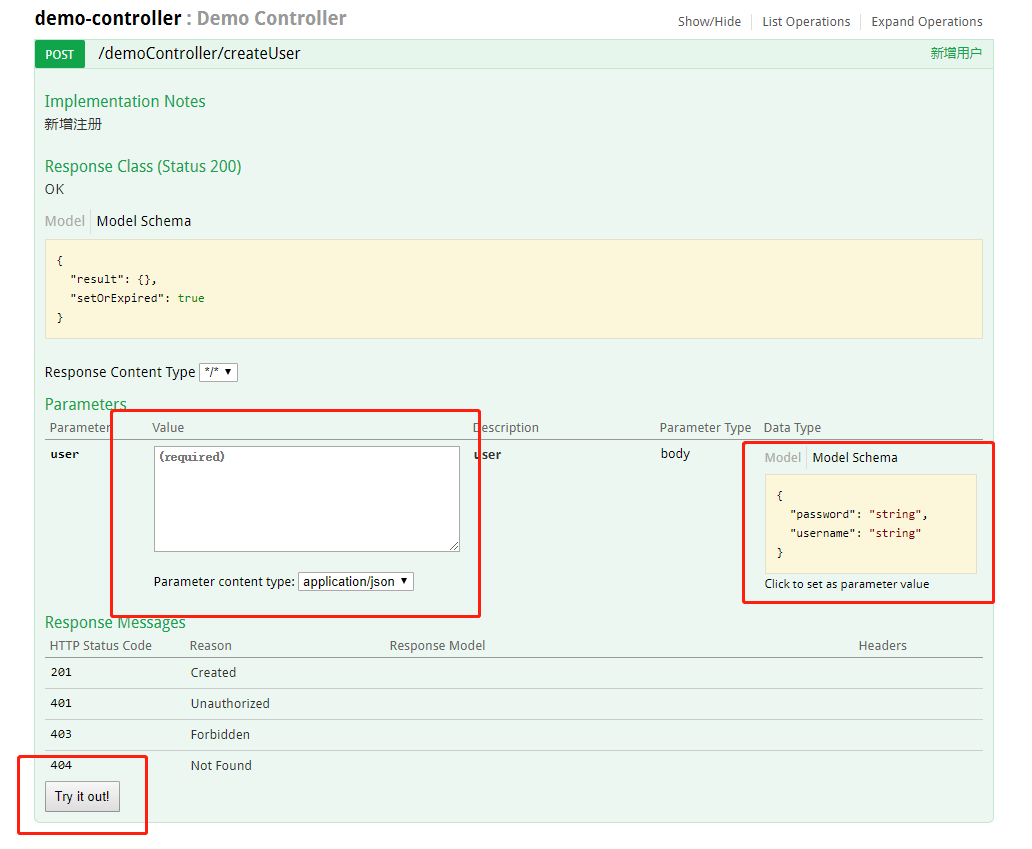 demo-controller : Demo Controller
Show/Hide List Operations Expand Operations
POST /demoController/createUser 新增用户
Implementation Notes
新增注册
Response Class (Status 200)
OK
Model Model Schema
{
"result": {},
"setOrExpired": true
}
Response Content Type */*
Parameters
Parameter Value Description Parameter Type Data Type
user (required) user body Model Model Schema
{
"password": "string",
"username": "string"
}
Parameter content type: application/json Click to set as parameter value
Response Messages
HTTP Status Code Reason Response Model Headers
201 Created
401 Unauthorized
403 Forbidden
404 Not Found
Try it out!